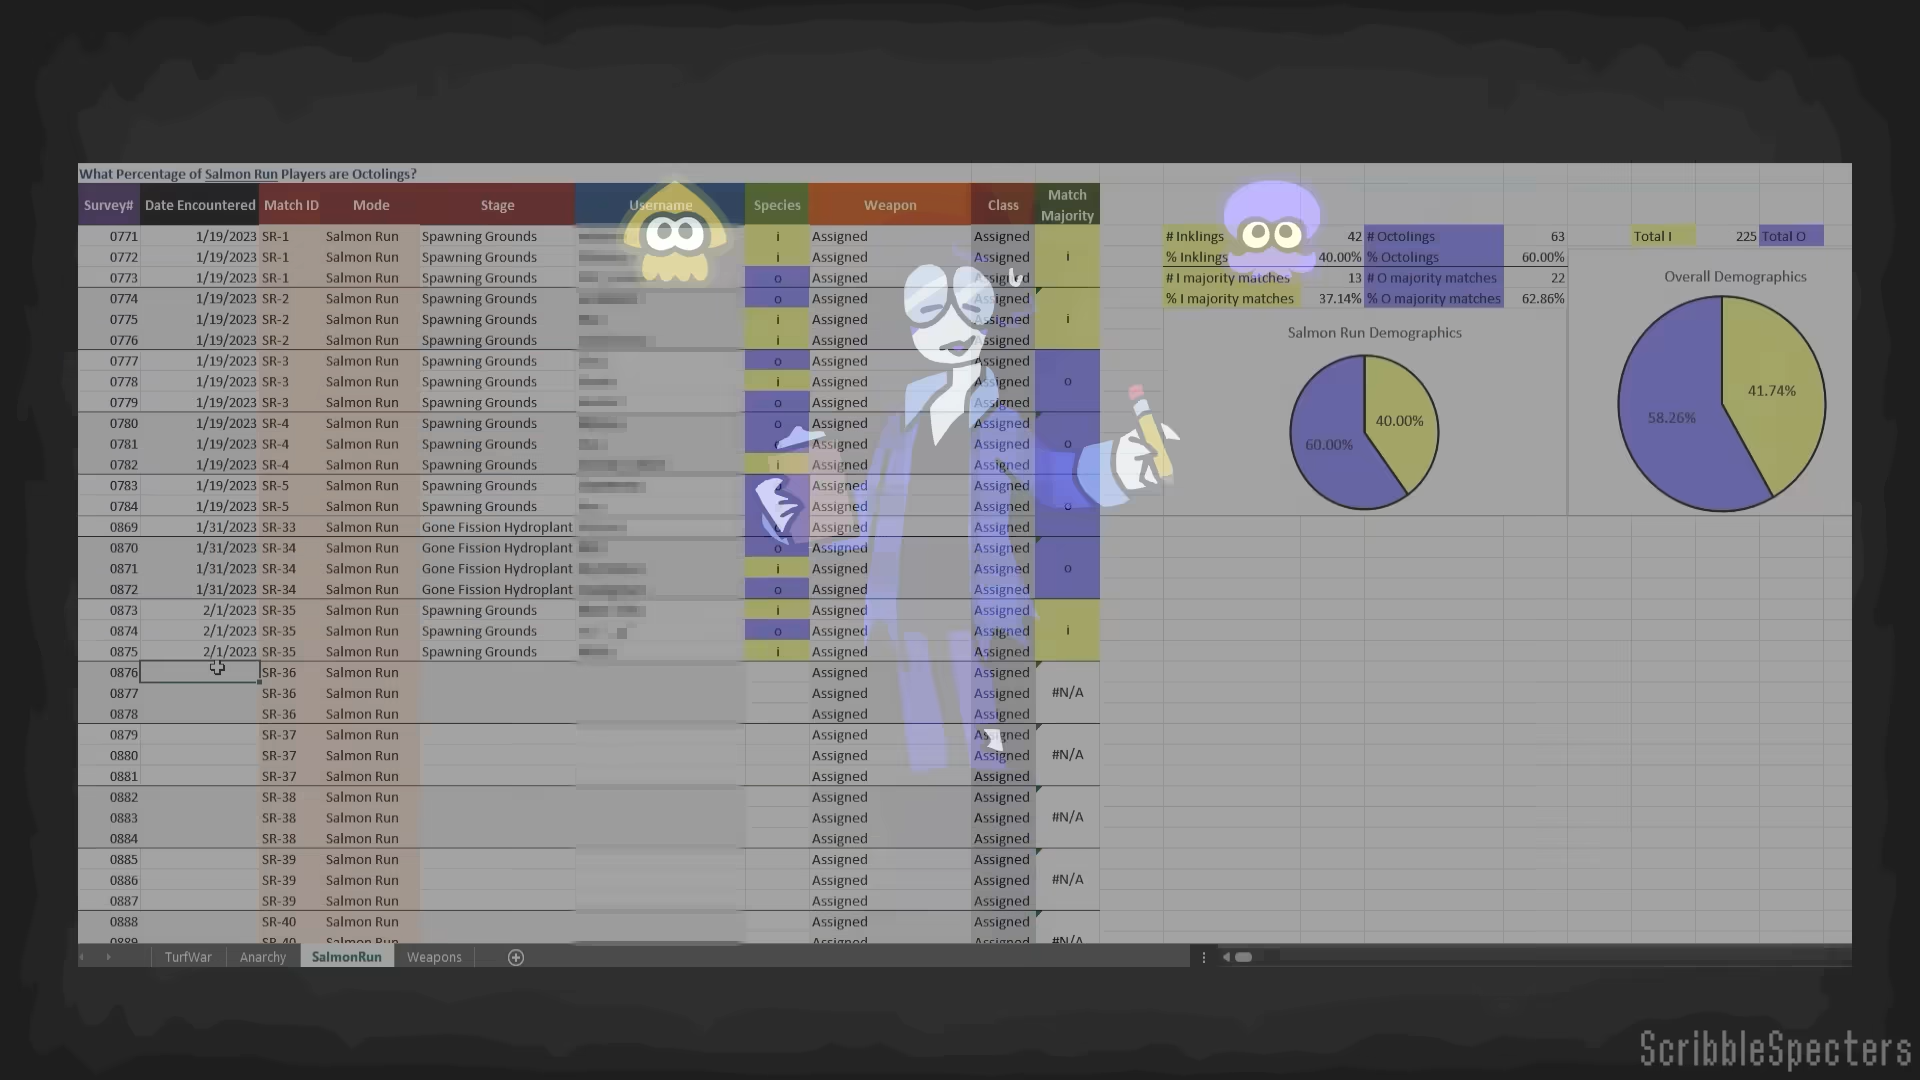 What Percentage of Salmon Run Players are Octolings?
Survey# Date Encountered Match ID Mode Stage Username Species Weapon Class Match Majority
0771 1/19/2023 SR-1 Salmon Run Spawning Grounds i Assigned Assigned
0772 1/19/2023 SR-1 Salmon Run Spawning Grounds i Assigned Assigned i
0773 1/19/2023 SR-1 Salmon Run Spawning Grounds o Assigned Assigned
0774 1/19/2023 SR-2 Salmon Run Spawning Grounds o Assigned Assigned
0775 1/19/2023 SR-2 Salmon Run Spawning Grounds i Assigned Assigned i
0776 1/19/2023 SR-2 Salmon Run Spawning Grounds i Assigned Assigned
0777 1/19/2023 SR-3 Salmon Run Spawning Grounds o Assigned Assigned
0778 1/19/2023 SR-3 Salmon Run Spawning Grounds i Assigned Assigned o
0779 1/19/2023 SR-3 Salmon Run Spawning Grounds o Assigned Assigned
0780 1/19/2023 SR-4 Salmon Run Spawning Grounds o Assigned Assigned
0781 1/19/2023 SR-4 Salmon Run Spawning Grounds Assigned Assigned o
0782 1/19/2023 SR-4 Salmon Run Spawning Grounds i Assigned Assigned
0783 1/19/2023 SR-5 Salmon Run Spawning Grounds Assigned Assigned
0784 1/19/2023 SR-5 Salmon Run Spawning Grounds Assigned Assigned o
0869 1/31/2023 SR-33 Salmon Run Gone Fission Hydroplant o Assigned Assigned
0870 1/31/2023 SR-34 Salmon Run Gone Fission Hydroplant o Assigned Assigned
0871 1/31/2023 SR-34 Salmon Run Gone Fission Hydroplant i Assigned Assigned o
0872 1/31/2023 SR-34 Salmon Run Gone Fission Hydroplant o Assigned Assigned
0873 2/1/2023 SR-35 Salmon Run Spawning Grounds i Assigned Assigned
0874 2/1/2023 SR-35 Salmon Run Spawning Grounds o Assigned Assigned i
0875 2/1/2023 SR-35 Salmon Run Spawning Grounds i Assigned Assigned
0876 SR-36 Salmon Run Assigned Assigned
0877 SR-36 Salmon Run Assigned Assigned #N/A
0878 SR-36 Salmon Run Assigned Assigned
0879 SR-37 Salmon Run Assigned Assigned
0880 SR-37 Salmon Run Assigned Assigned #N/A
0881 SR-37 Salmon Run Assigned Assigned
0882 SR-38 Salmon Run Assigned Assigned
0883 SR-38 Salmon Run Assigned Assigned #N/A
0884 SR-38 Salmon Run Assigned Assigned
0885 SR-39 Salmon Run Assigned Assigned
0886 SR-39 Salmon Run Assigned Assigned #N/A
0887 SR-39 Salmon Run Assigned Assigned
0888 SR-40 Salmon Run Assigned Assigned
0889 SR-40 Salmon Run Assigned Assigned #N/A
# Inklings 42 # Octolings 63
% Inklings 40.00% % Octolings 60.00%
# I majority matches 13 # O majority matches 22
% I majority matches 37.14% % O majority matches 62.86%
Total I 225 Total O
Salmon Run Demographics
40.00%
60.00%
Overall Demographics
41.74%
58.26%
TurfWar Anarchy SalmonRun Weapons
ScribbleSpecters